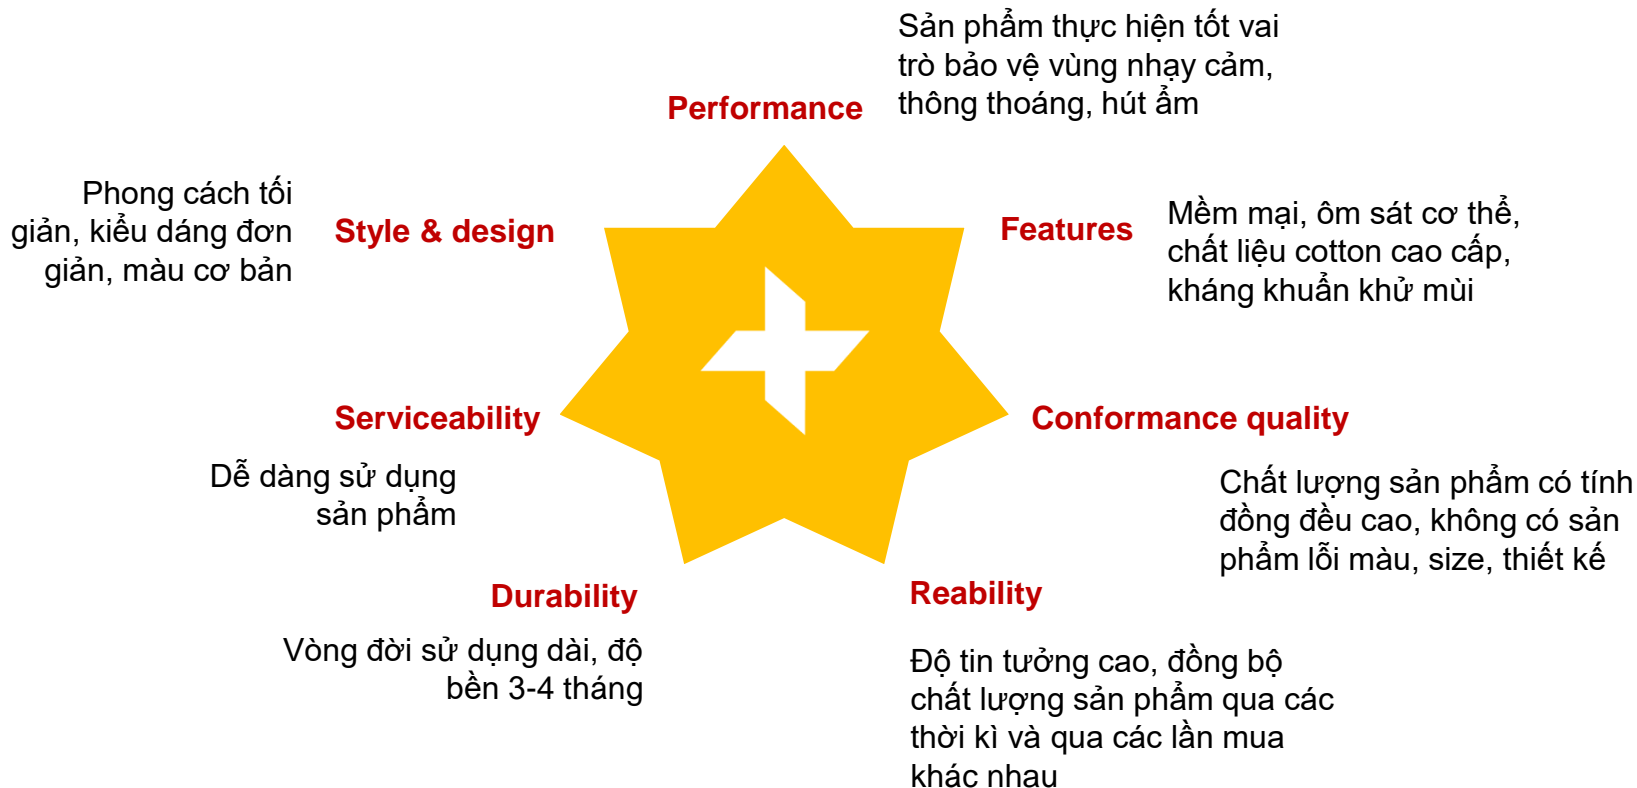 Performance
Sản phẩm thực hiện tốt vai
trò bảo vệ vùng nhạy cảm,
thông thoáng, hút ẩm
Style & design
Phong cách tối
giản, kiểu dáng đơn
giản, màu cơ bản
Features
Mềm mại, ôm sát cơ thể,
chất liệu cotton cao cấp,
kháng khuẩn khử mùi
Serviceability
Dễ dàng sử dụng
sản phẩm
Conformance quality
Chất lượng sản phẩm có tính
đồng đều cao, không có sản
phẩm lỗi màu, size, thiết kế
Durability
Vòng đời sử dụng dài, độ
bền 3-4 tháng
Reability
Độ tin tưởng cao, đồng bộ
chất lượng sản phẩm qua các
thời kì và qua các lần mua
khác nhau